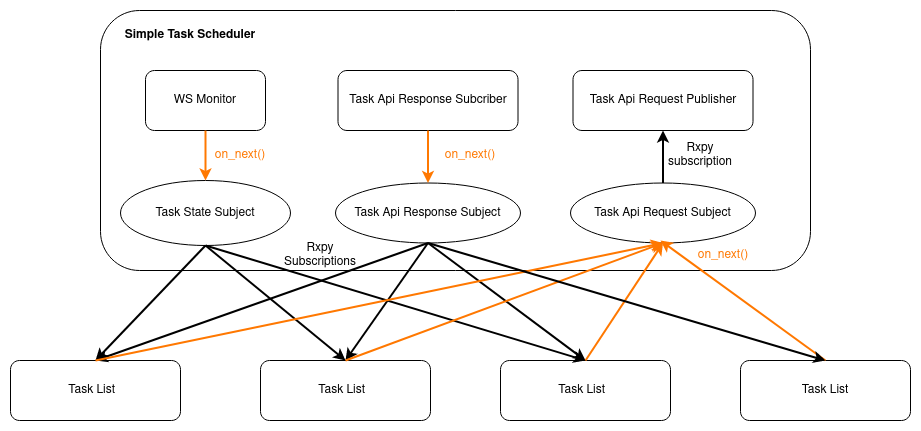 Simple Task Scheduler
WS Monitor
Task Api Response Subcriber
Task Api Request Publisher
on_next()
on_next()
Rxpy
subscription
Task State Subject
Task Api Response Subject
Task Api Request Subject
Rxpy
Subscriptions
on_next()
Task List
Task List
Task List
Task List